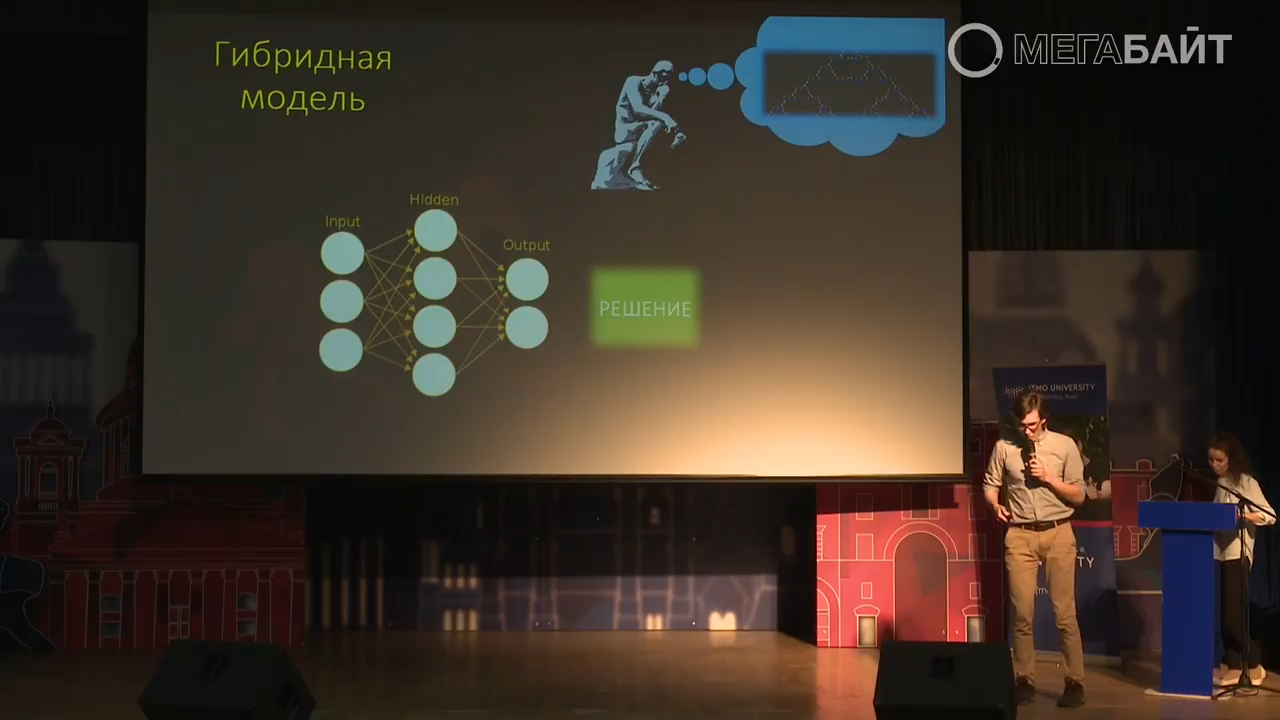 Гибридная
модель
МЕГАБАЙТ
Input
Hidden
Output
РЕШЕНИЕ
ITMO UNIVERSITY